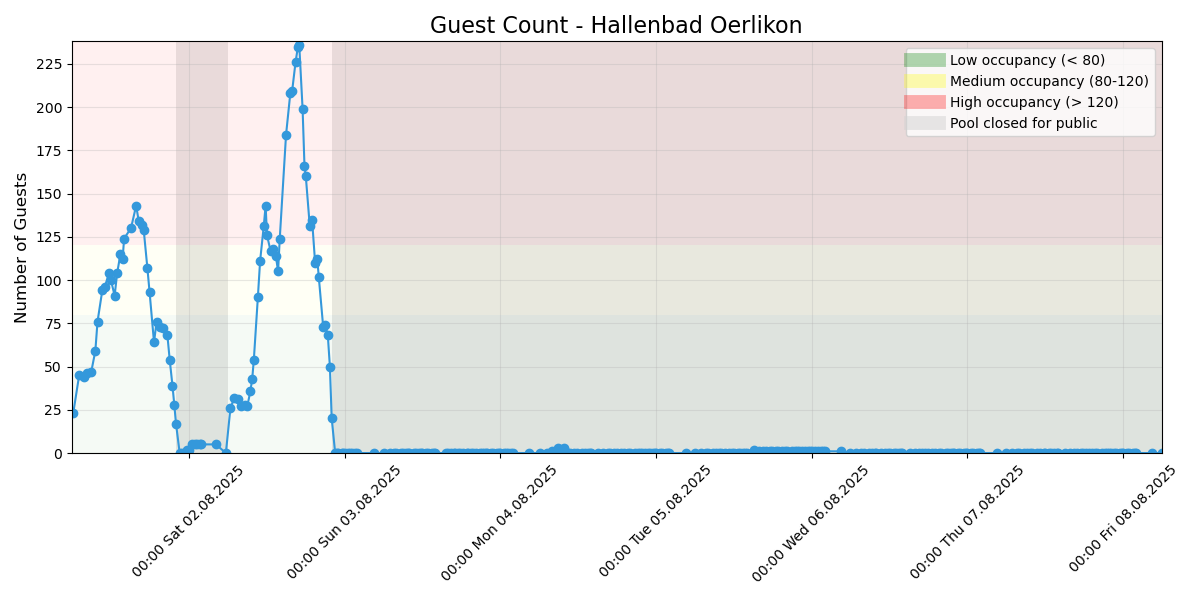 Guest Count - Hallenbad Oerlikon
Number of Guests
225
200
175
150
125
100
75
50
25
0
Low occupancy (< 80)
Medium occupancy (80-120)
High occupancy (> 120)
Pool closed for public
00:00 Sat 02.08.2025
00:00 Sun 03.08.2025
00:00 Mon 04.08.2025
00:00 Tue 05.08.2025
00:00 Wed 06.08.2025
00:00 Thu 07.08.2025
00:00 Fri 08.08.2025